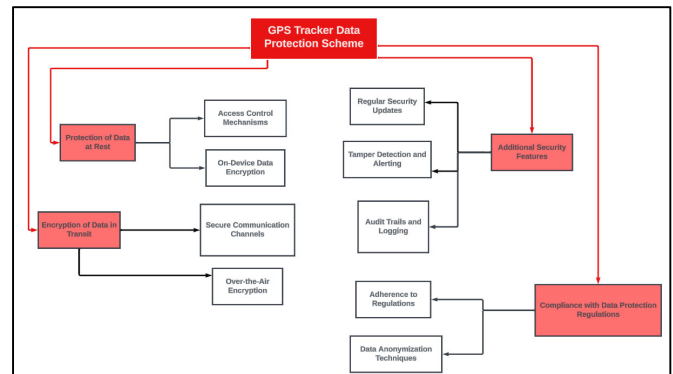 GPS Tracker Data
Protection Scheme
Access Control
Mechanisms
Protection of Data
at Rest
On-Device Data
Encryption
Regular Security
Updates
Additional Security
Features
Tamper Detection and
Alerting
Encryption of Data in
Transit
Secure Communication
Channels
Audit Trails and
Logging
Over-the-Air
Encryption
Adherence to
Regulations
Compliance with Data Protection
Regulations
Data Anonymization
Techniques